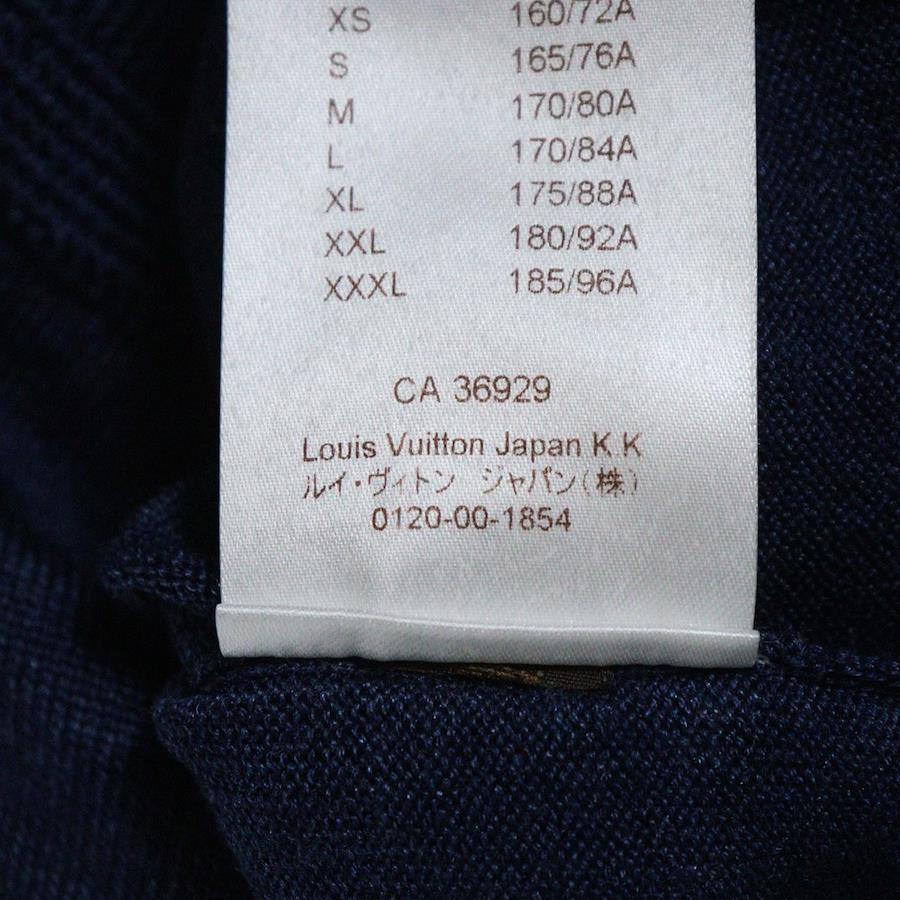 XS 160/72A
S 165/76A
M 170/80A
L 170/84A
XL 175/88A
XXL 180/92A
XXXL 185/96A
CA 36929
Louis Vuitton Japan K.K
ルイ・ヴィトン ジャパン(株)
0120-00-1854